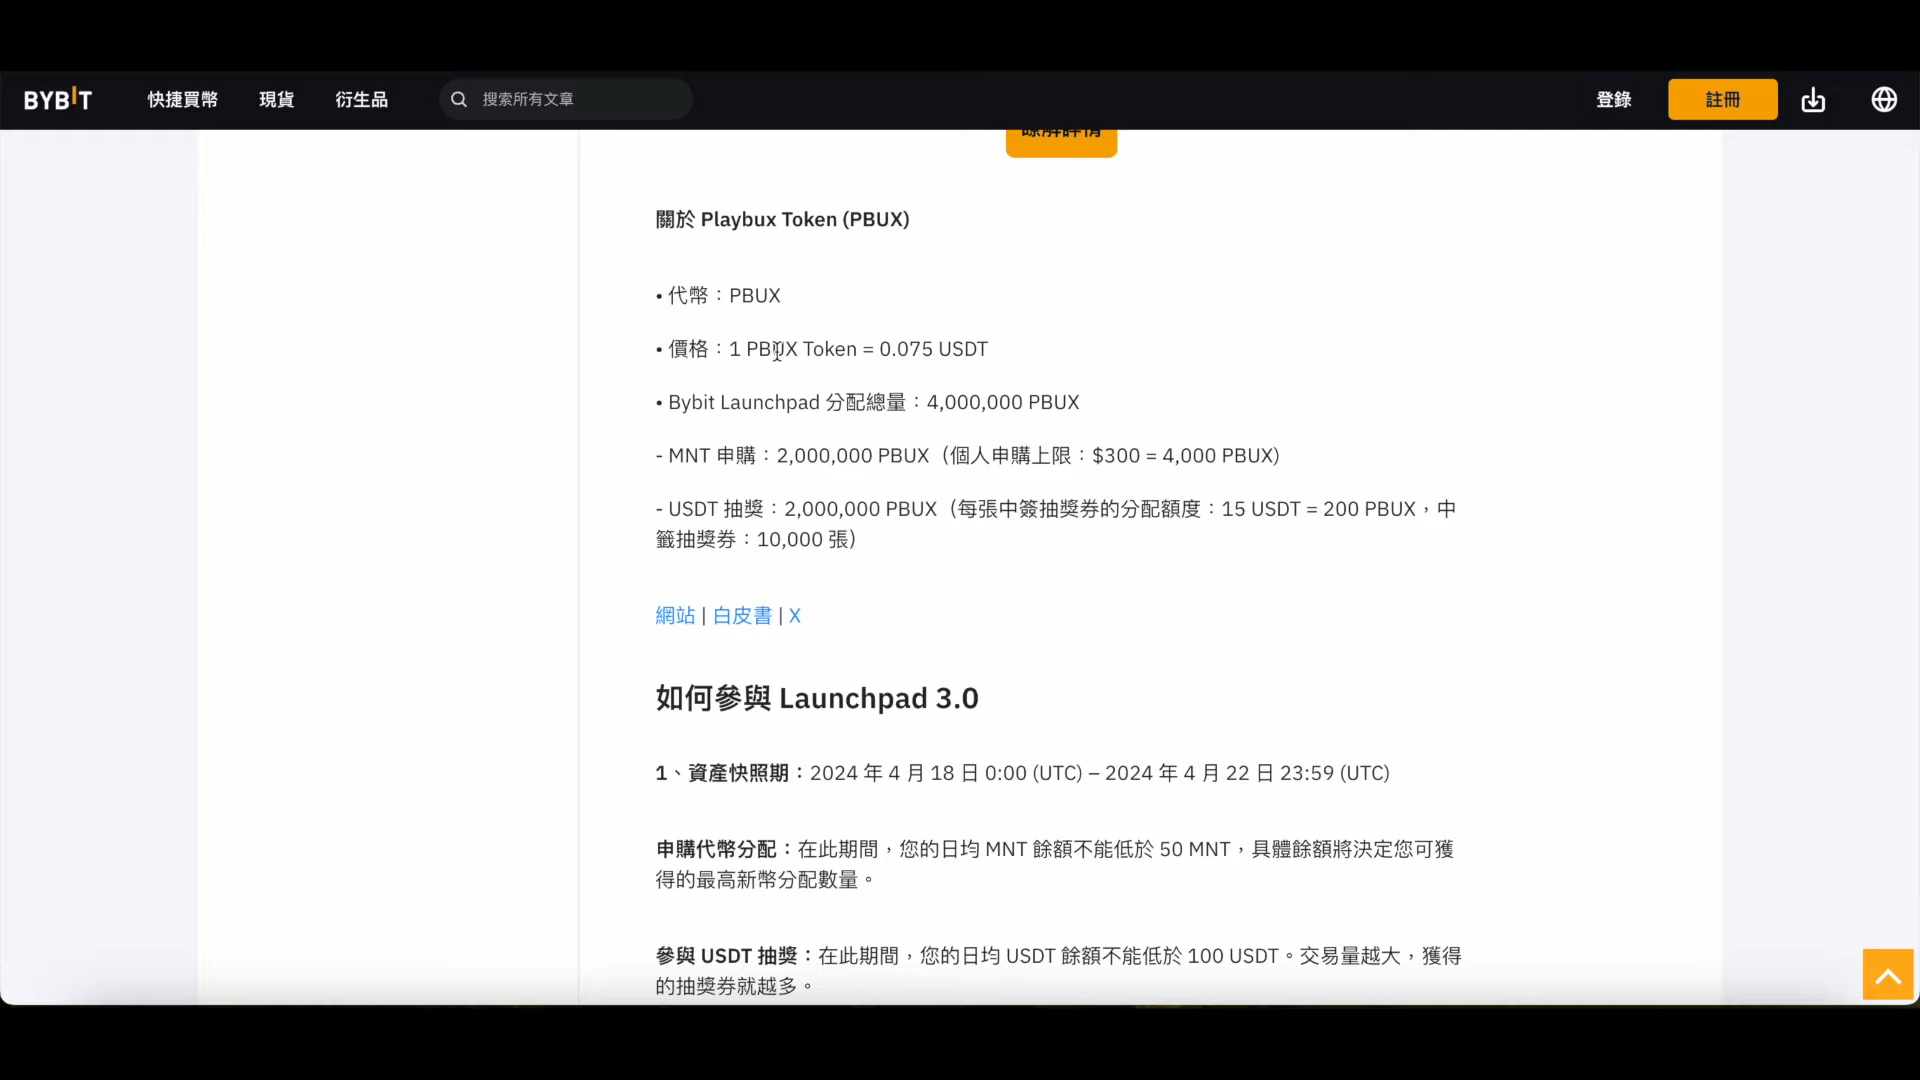 BYBIT
快捷買幣
現貨
衍生品
搜索所有文章
登錄
註冊
瞭解詳情
關於 Playbux Token (PBUX)
• 代幣：PBUX
• 價格：1 PBUX Token = 0.075 USDT
• Bybit Launchpad 分配總量：4,000,000 PBUX
- MNT 申購：2,000,000 PBUX（個人申購上限：$300 = 4,000 PBUX)
- USDT 抽獎：2,000,000 PBUX（每張中簽抽獎券的分配額度：15 USDT = 200 PBUX，中
籤抽獎券：10,000 張）
網站 | 白皮書 | X
如何參與 Launchpad 3.0
1、資產快照期：2024 年 4 月 18 日 0:00 (UTC) – 2024 年 4 月 22 日 23:59 (UTC)
申購代幣分配：在此期間，您的日均 MNT 餘額不能低於 50 MNT，具體餘額將決定您可獲
得的最高新幣分配數量。
參與 USDT 抽獎：在此期間，您的日均 USDT 餘額不能低於 100 USDT。交易量越大，獲得
的抽獎券就越多。